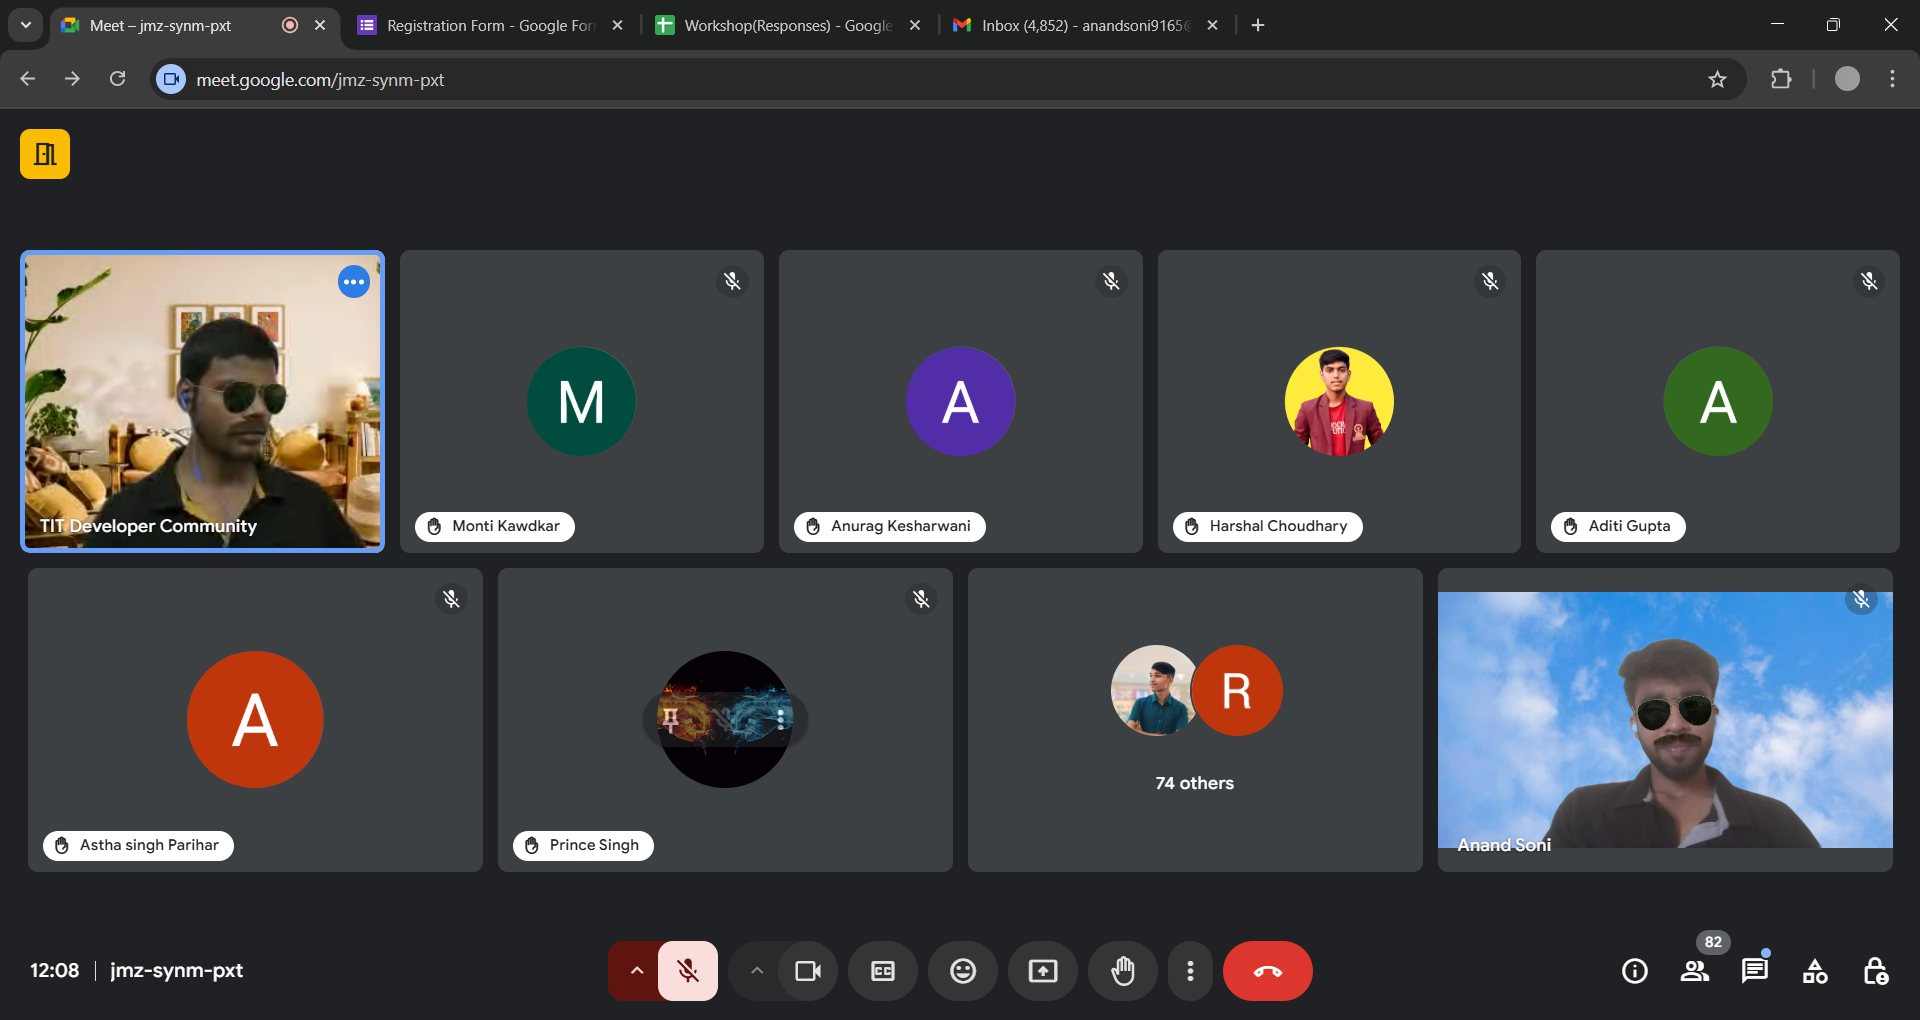 Meet – jmz-synm-pxt
Registration Form - Google For
Workshop(Responses) - Google
Inbox (4,852) - anandsoni9165@
meet.google.com/jmz-synm-pxt
TIT Developer Community
M
Monti Kawdkar
A
Anurag Kesharwani
Harshal Choudhary
A
Aditi Gupta
A
Astha singh Parihar
Prince Singh
R
74 others
Anand Soni
12:08 | jmz-synm-pxt
CC
82